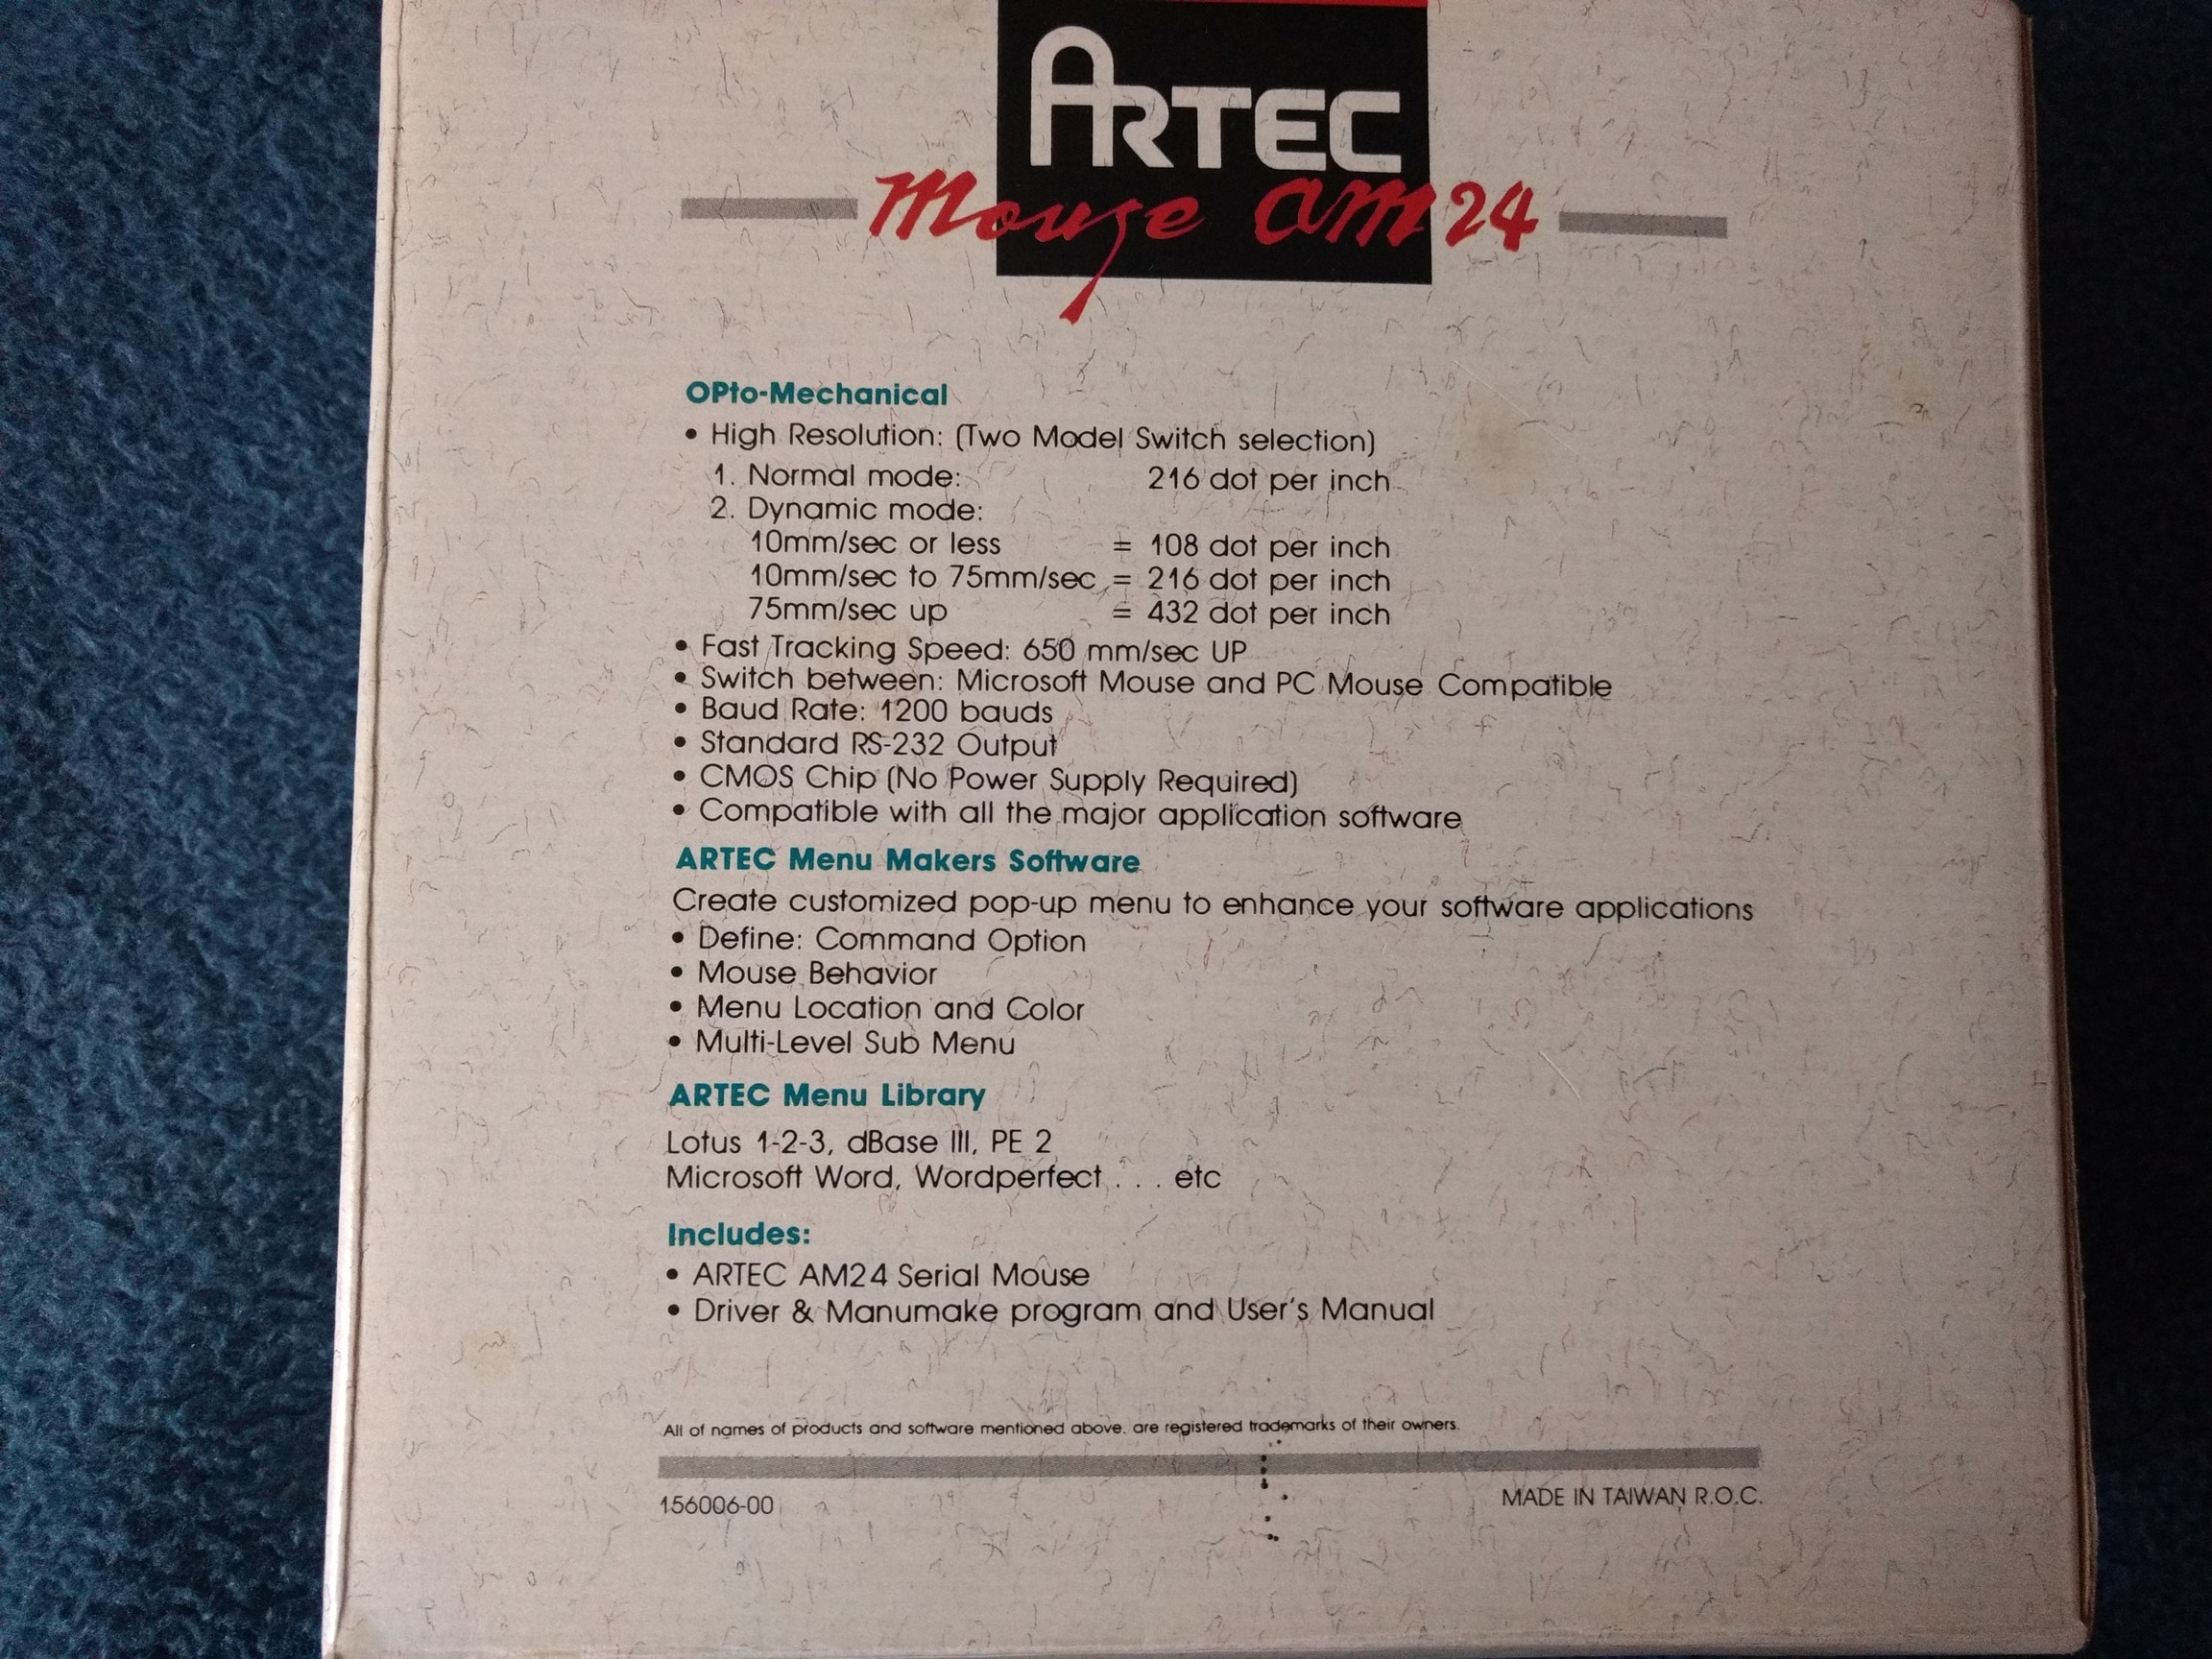 ARTEC
Mouse AM24
OPto-Mechanical
• High Resolution: (Two Model Switch selection)
1. Normal mode: 216 dot per inch
2. Dynamic mode:
10mm/sec or less = 108 dot per inch
10mm/sec to 75mm/sec = 216 dot per inch
75mm/sec up = 432 dot per inch
• Fast Tracking Speed: 650 mm/sec UP
• Switch between: Microsoft Mouse and PC Mouse Compatible
• Baud Rate: 1200 bauds
• Standard RS-232 Output
• CMOS Chip (No Power Supply Required)
• Compatible with all the major application software
ARTEC Menu Makers Software
Create customized pop-up menu to enhance your software applications
• Define: Command Option
• Mouse Behavior
• Menu Location and Color
• Multi-Level Sub Menu
ARTEC Menu Library
Lotus 1-2-3, dBase III, PE 2
Microsoft Word, Wordperfect . . . etc
Includes:
• ARTEC AM24 Serial Mouse
• Driver & Manumake program and User's Manual
All of names of products and software mentioned above. are registered trademarks of their owners.
156006-00
MADE IN TAIWAN R.O.C.